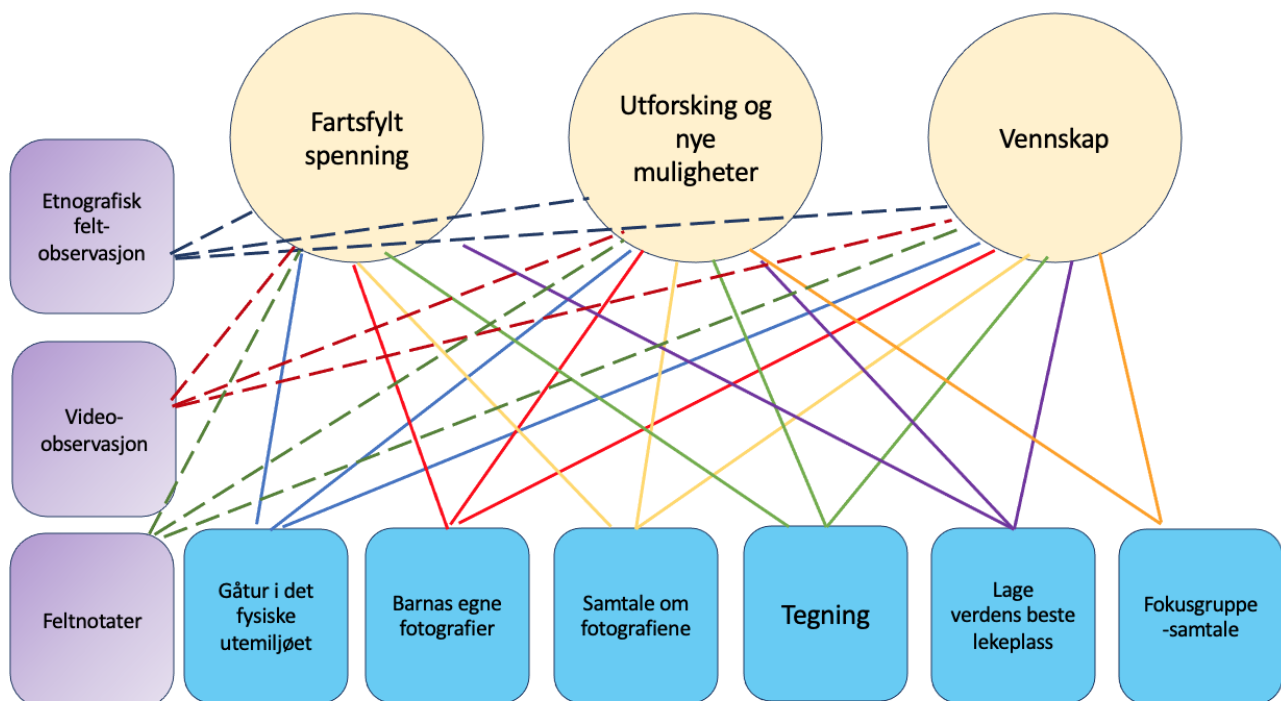 Fartsfylt
spenning
Utforsking og
nye
muligheter
Vennskap
Etnografisk
felt-
observasjon
Video-
observasjon
Feltnotater
Gåtur i det
fysiske
utemiljøet
Barnas egne
fotografier
Samtale om
fotografiene
Tegning
Lage
verdens beste
lekeplass
Fokusgruppe
-samtale